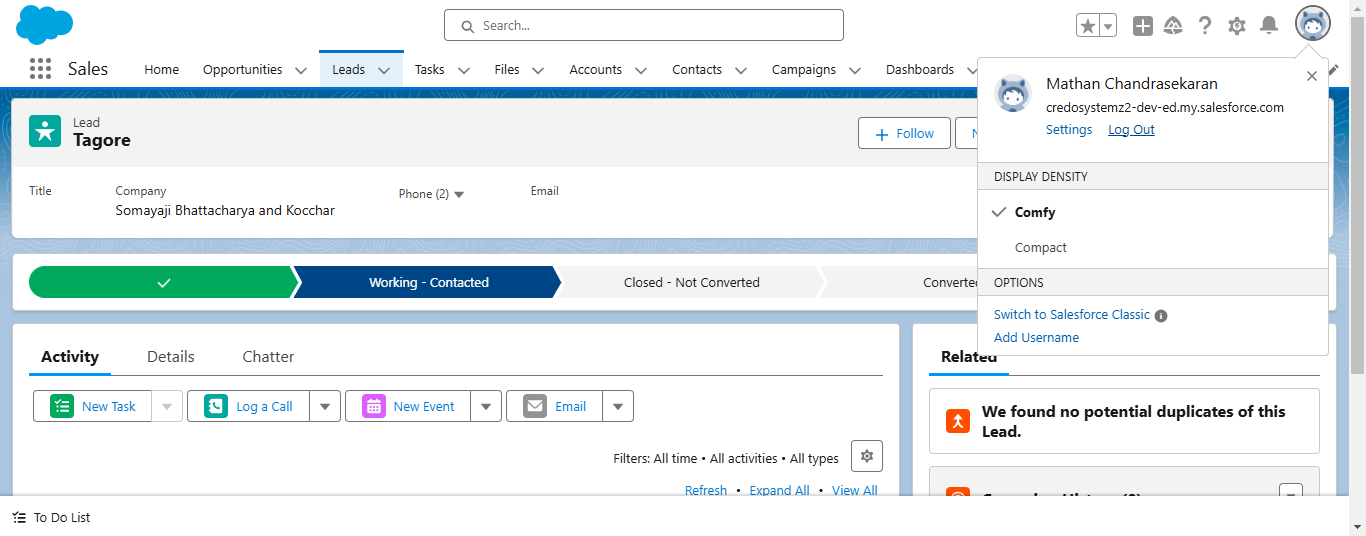 Search...
Sales
Home
Opportunities
Leads
Tasks
Files
Accounts
Contacts
Campaigns
Dashboards
Mathan Chandrasekaran
credosystemz2-dev-ed.my.salesforce.com
Settings
Log Out
DISPLAY DENSITY
Comfy
Compact
OPTIONS
Switch to Salesforce Classic
Add Username
Lead
Tagore
Follow
Title
Company
Somayaji Bhattacharya and Kocchar
Phone (2)
Email
Working - Contacted
Closed - Not Converted
Converted
Activity
Details
Chatter
New Task
Log a Call
New Event
Email
Filters: All time • All activities • All types
Refresh • Expand All • View All
Related
We found no potential duplicates of this
Lead.
To Do List